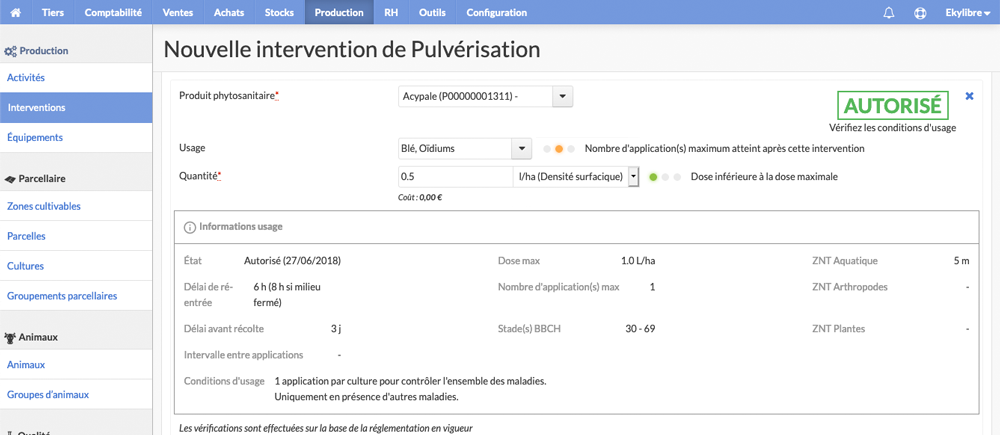 Tiers Comptabilité Ventes Achats Stocks Production RH Outils Configuration Ekylibre
Production
Activités
Interventions
Équipements
Parcellaire
Zones cultivables
Parcelles
Cultures
Groupements parcellaires
Animaux
Animaux
Groupes d'animaux
Qualité
Nouvelle intervention de Pulvérisation
Produit phytosanitaire* Acypale (P00000001311) -
AUTORISÉ
Vérifiez les conditions d'usage
Usage Blé, Oïdiums Nombre d'application(s) maximum atteint après cette intervention
Quantité* 0.5 l/ha (Densité surfacique) Dose inférieure à la dose maximale
Coût : 0,00 €
Informations usage
État Autorisé (27/06/2018) Dose max 1.0 L/ha ZNT Aquatique 5 m
Délai de ré- 6 h (8 h si milieu Nombre d'application(s) max 1 ZNT Arthropodes -
entrée fermé)
Délai avant récolte 3 j Stade(s) BBCH 30 - 69 ZNT Plantes -
Intervalle entre applications -
Conditions d'usage 1 application par culture pour contrôler l'ensemble des maladies.
Uniquement en présence d'autres maladies.
Les vérifications sont effectuées sur la base de la réglementation en vigueur